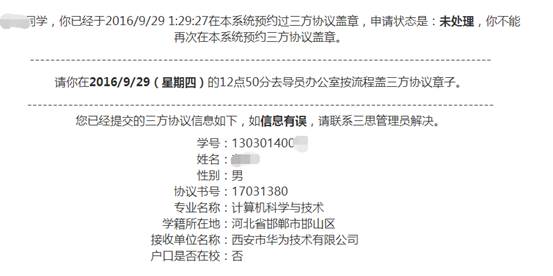 同学，你已经于2016/9/29 1:29:27在本系统预约过三方协议盖章，申请状态是：未处理，你不能
再次在本系统预约三方协议盖章。
请你在2016/9/29（星期四）的12点50分去导员办公室按流程盖三方协议章子。
您已经提交的三方协议信息如下，如信息有误，请联系三思管理员解决。
学号：130301400
姓名：
性别：男
协议书号：17031380
专业名称：计算机科学与技术
学籍所在地：河北省邯郸市邯山区
接收单位名称：西安市华为技术有限公司
户口是否在校：否